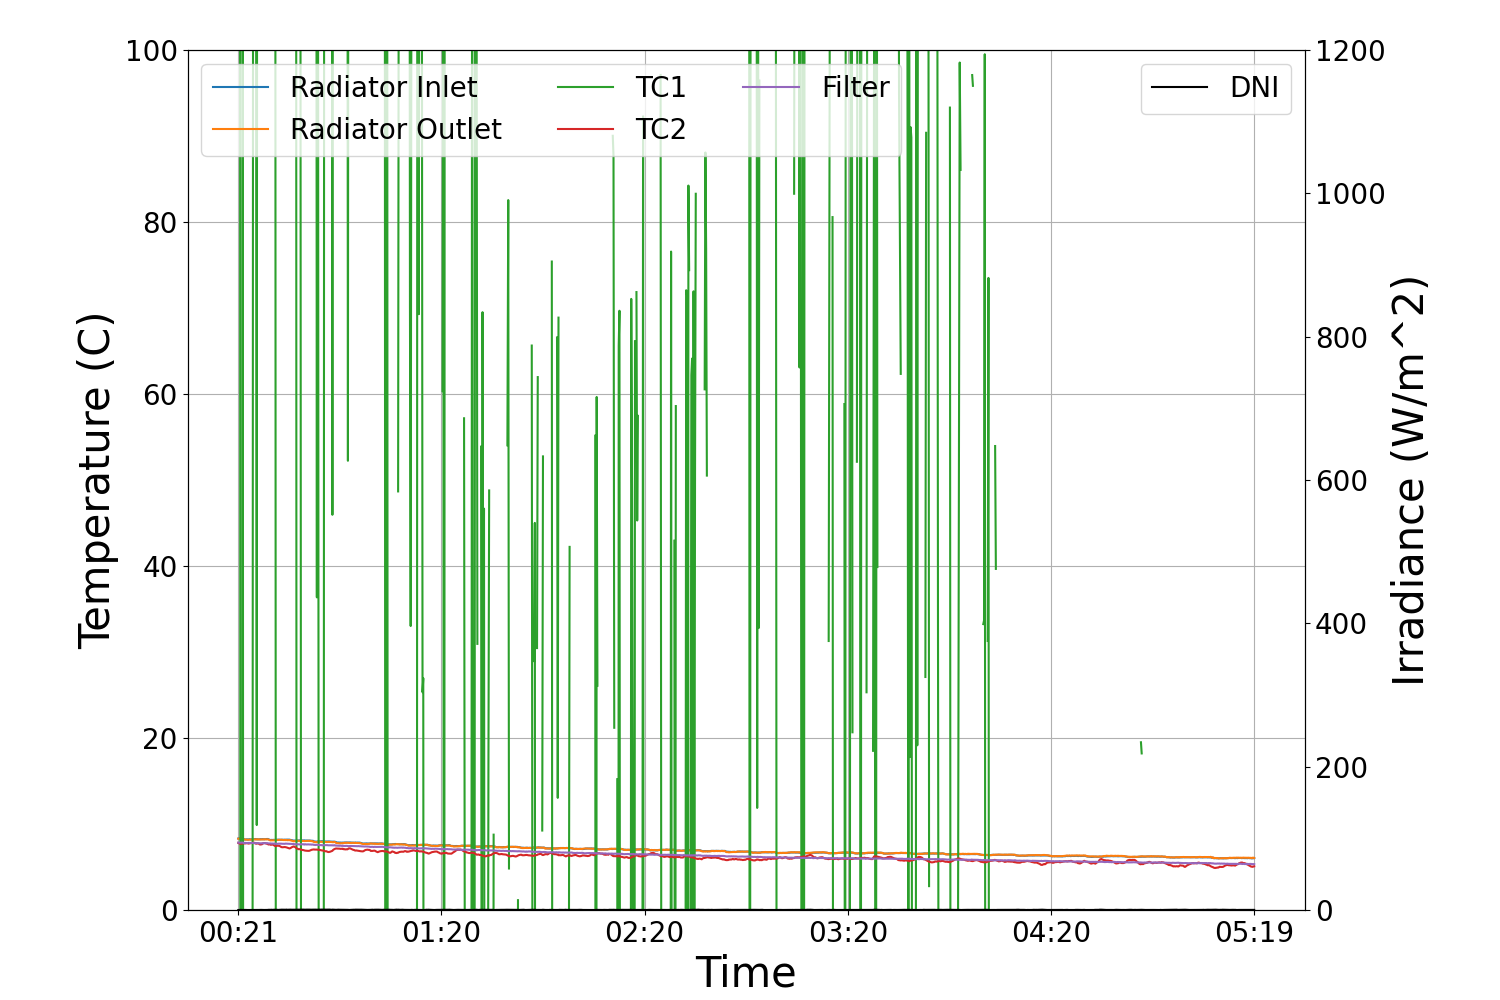 100
80
60
40
20
0
Temperature (C)
Radiator Inlet
Radiator Outlet
TC1
TC2
Filter
DNI
1200
1000
800
600
400
200
0
Irradiance (W/m^2)
00:21
01:20
02:20
03:20
04:20
05:19
Time